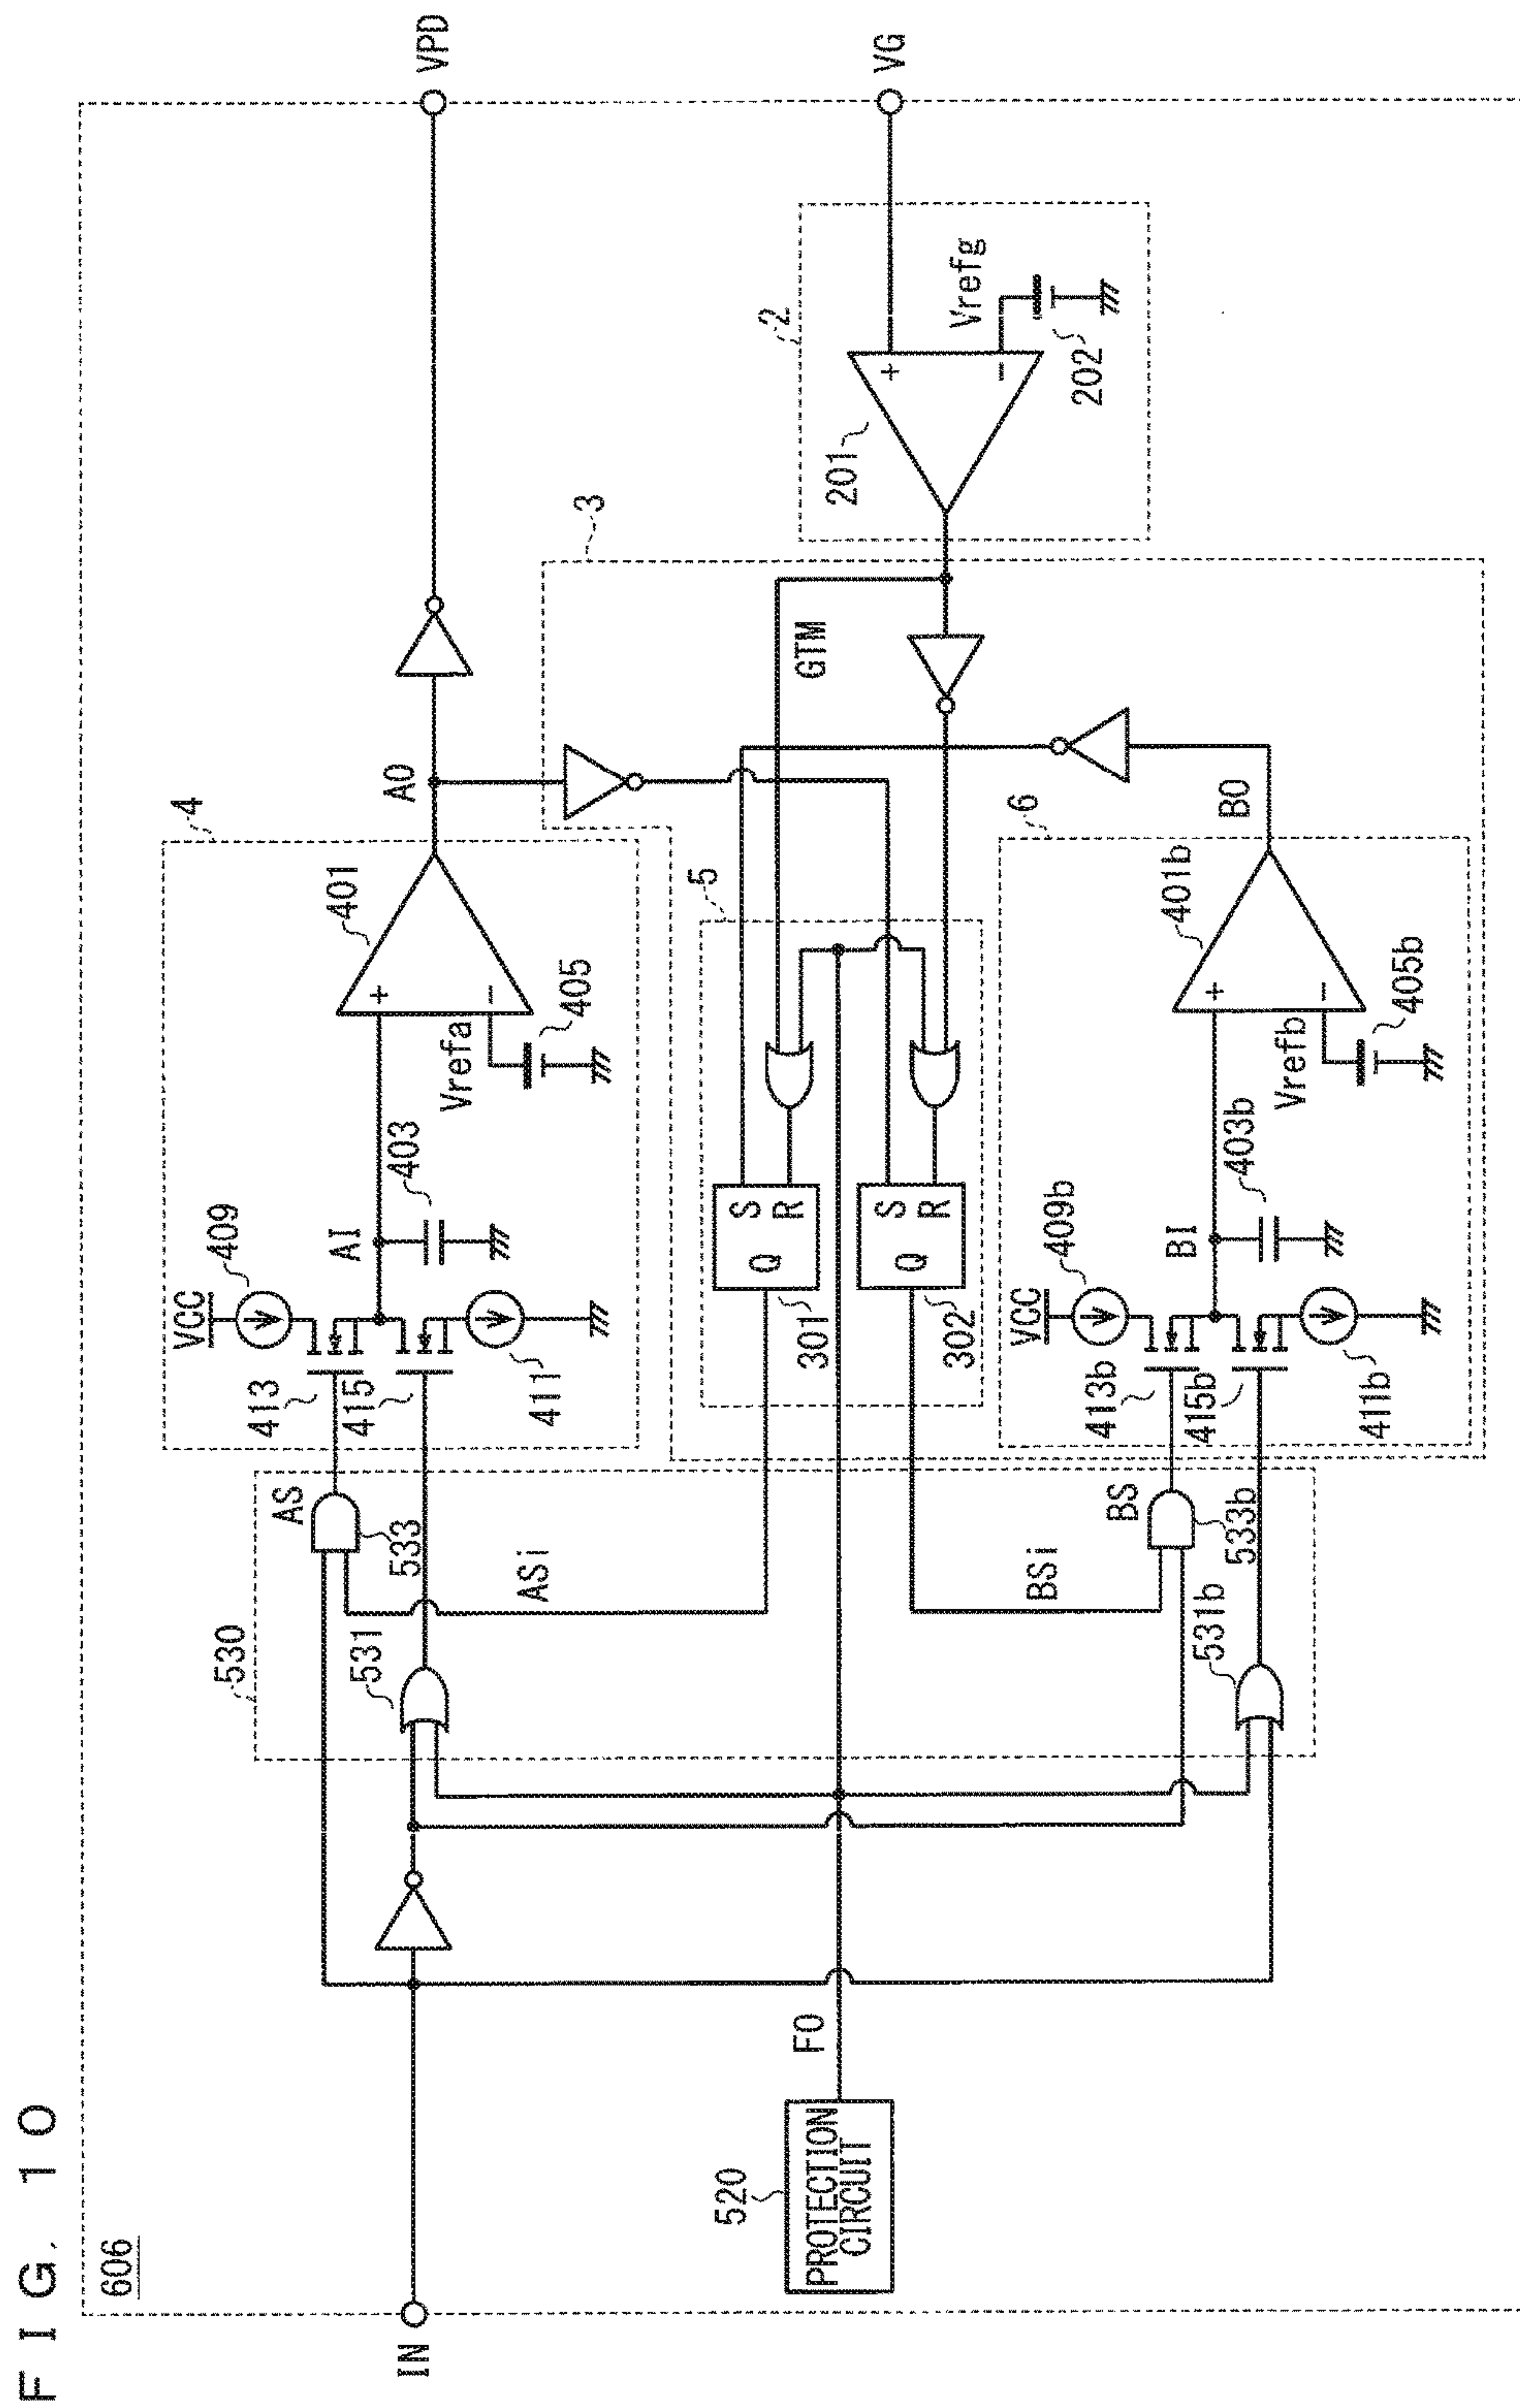 FIG. 10
606
IN
VPD
VG
530
AS
533
531
ASi
4
VCC
409
413
415
411
AI
403
401
Vrefa
405
AO
3
2
201
Vrefg
202
GTM
5
S
R
Q
301
S
R
Q
302
FO
520
PROTECTION
CIRCUIT
BSi
BS
533b
531b
6
VCC
409b
413b
415b
411b
BI
403b
401b
Vrefb
405b
BO
+
−
+
−
+
−